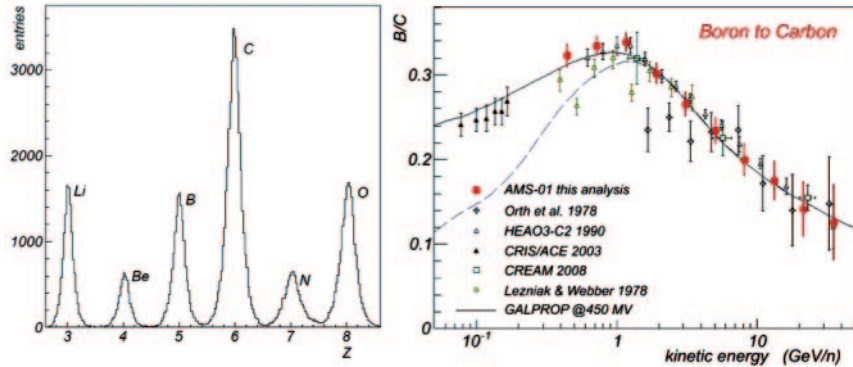 entries
3000
2000
1000
0
Li
Be
B
C
N
O
3 4 5 6 7 8
Z
B/C
0.4
0.3
0.2
0.1
0
Boron to Carbon
AMS-01 this analysis
Orth et al. 1978
HEAO3-C2 1990
CRIS/ACE 2003
CREAM 2008
Lezniak & Webber 1978
GALPROP @450 MV
10⁻¹ 1 10
kinetic energy (GeV/n)